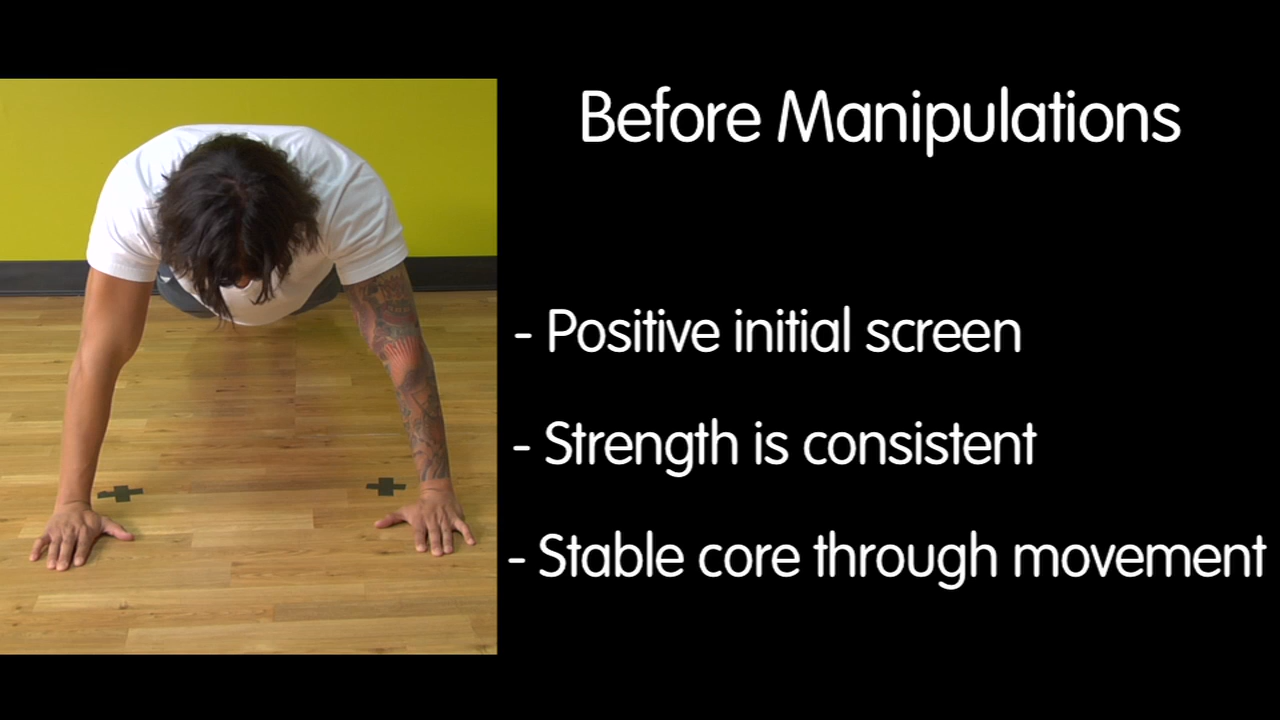 Before Manipulations
- Positive initial screen
- Strength is consistent
- Stable core through movement